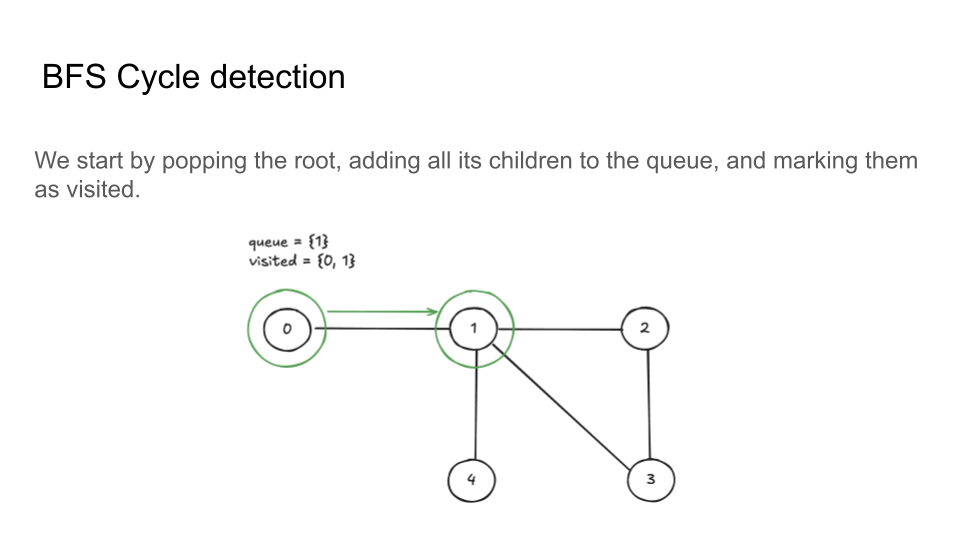 BFS Cycle detection
We start by popping the root, adding all its children to the queue, and marking them
as visited.
queue = {1}
visited = {0, 1}
0
1
2
4
3